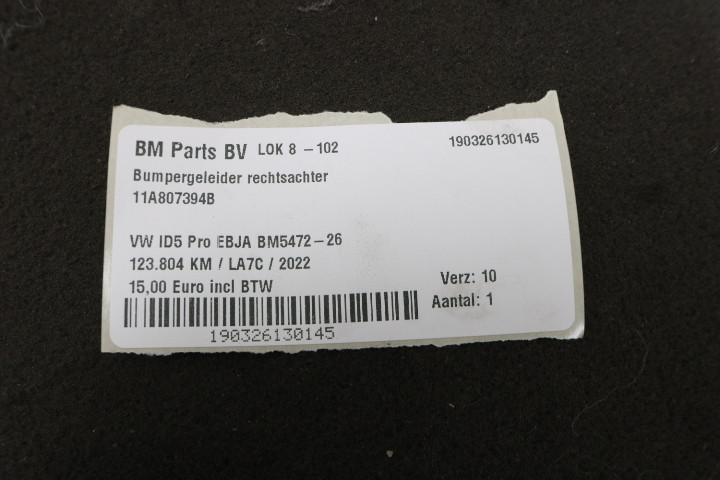 BM Parts BV LOK 8 - 102 190326130145
Bumpergeleider rechtsachter
11A807394B
VW ID5 Pro EBJA BM5472-26
123.804 KM / LA7C / 2022
15,00 Euro incl BTW
Verz: 10
Aantal: 1
190326130145